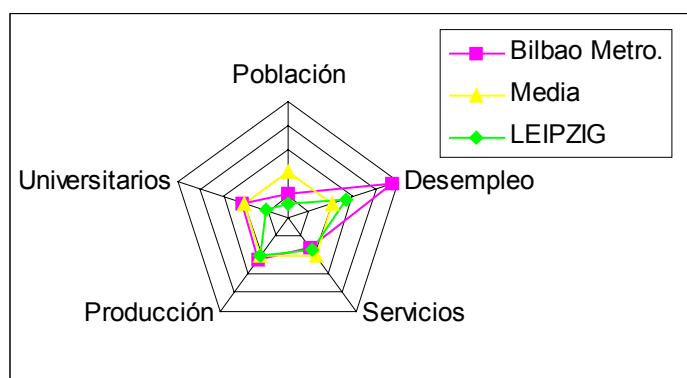 Bilbao Metro.
Media
LEIPZIG
Población
Universitarios
Desempleo
Producción
Servicios